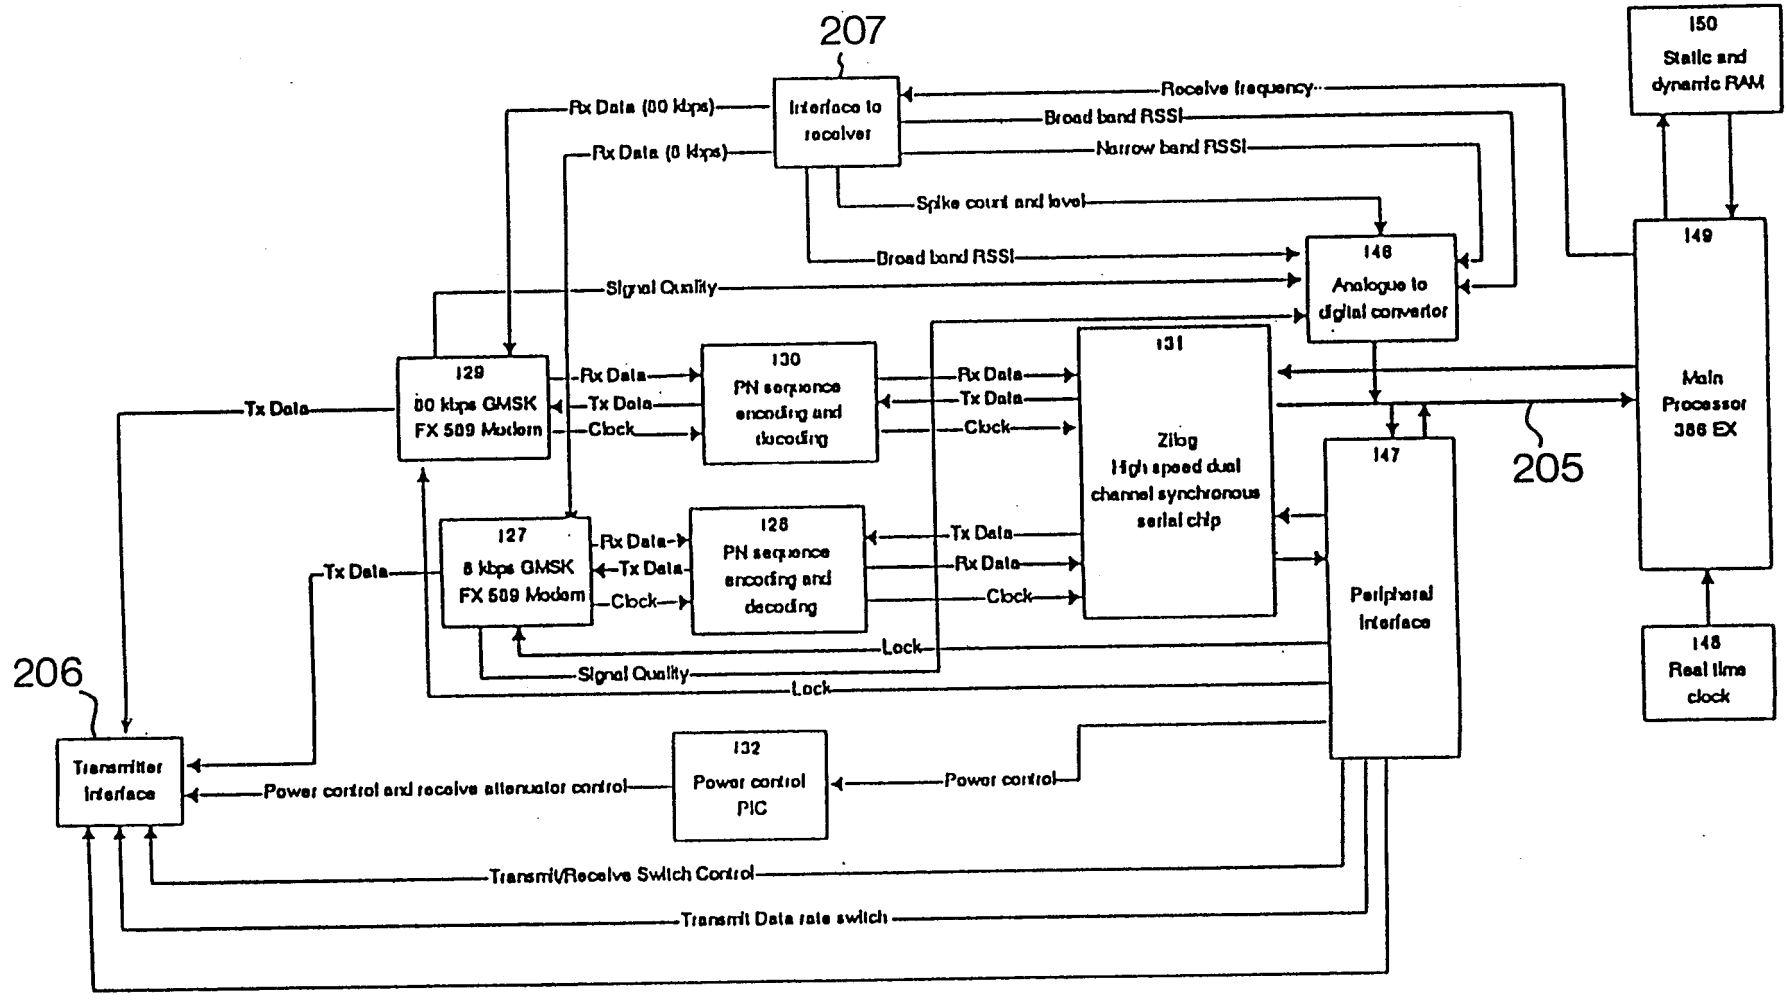 207
150
Static and
dynamic RAM
Interface to
receiver
Receive frequency
Rx Data (80 kbps)
Broad band RSSI
Narrow band RSSI
Rx Data (8 kbps)
Spike count and level
Broad band RSSI
146
Analogue to
digital convertor
149
Main
Processor
386 EX
Signal Quality
129
80 kbps GMSK
FX 589 Modem
Rx Data
Tx Data
Clock
130
PN sequence
encoding and
decoding
Rx Data
Tx Data
Clock
131
Zilog
High speed dual
channel synchronous
serial chip
Tx Data
205
147
Peripheral
Interface
127
8 kbps GMSK
FX 589 Modem
Rx Data
Tx Data
Clock
128
PN sequence
encoding and
decoding
Tx Data
Rx Data
Clock
Tx Data
Lock
Signal Quality
Lock
148
Real time
clock
206
Transmitter
Interface
132
Power control
PIC
Power control and receive attenuator control
Power control
Transmit/Receive Switch Control
Transmit Data rate switch